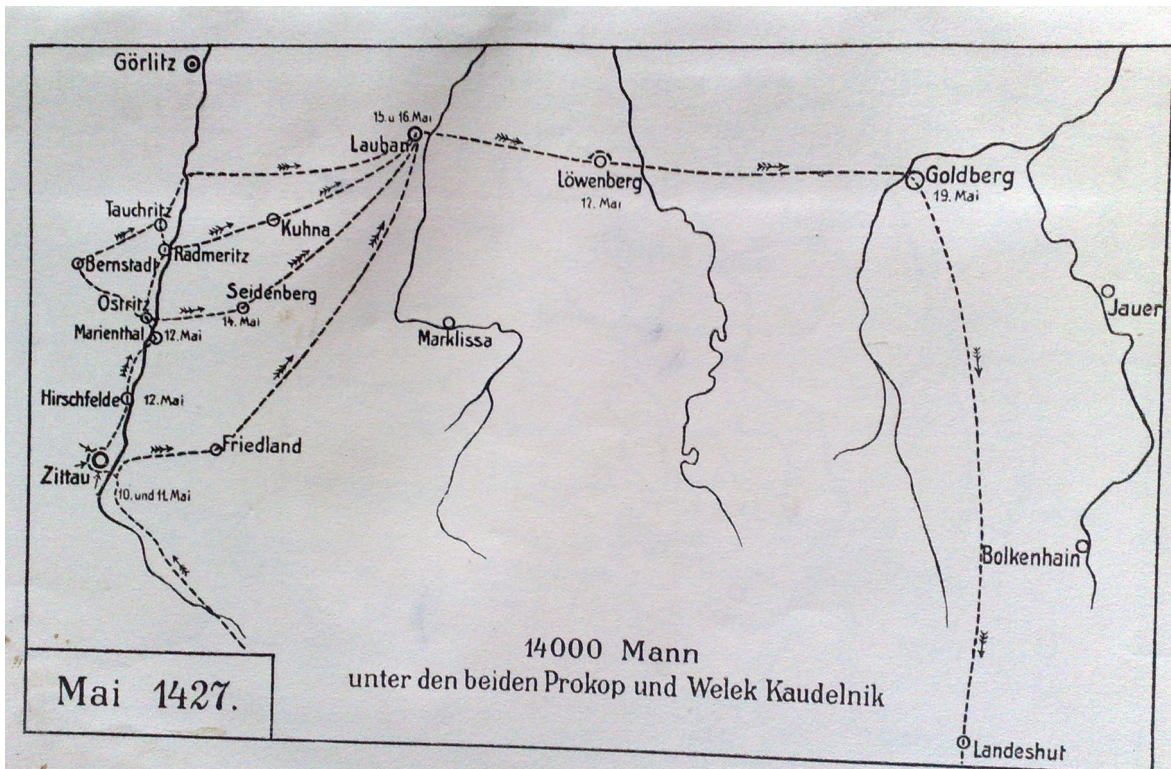 Görlitz
15. u 16. Mai
Lauban
Löwenberg
17. Mai
Goldberg
19. Mai
Tauchritz
Kuhna
Radmeritz
Bernstadt
Ostritz
Seidenberg
14. Mai
Marienthal
12. Mai
Marklissa
Jauer
Hirschfelde
12. Mai
Friedland
Zittau
10. und 11. Mai
Bolkenhain
14000 Mann
unter den beiden Prokop und Welek Kaudelnik
Mai 1427.
Landeshut